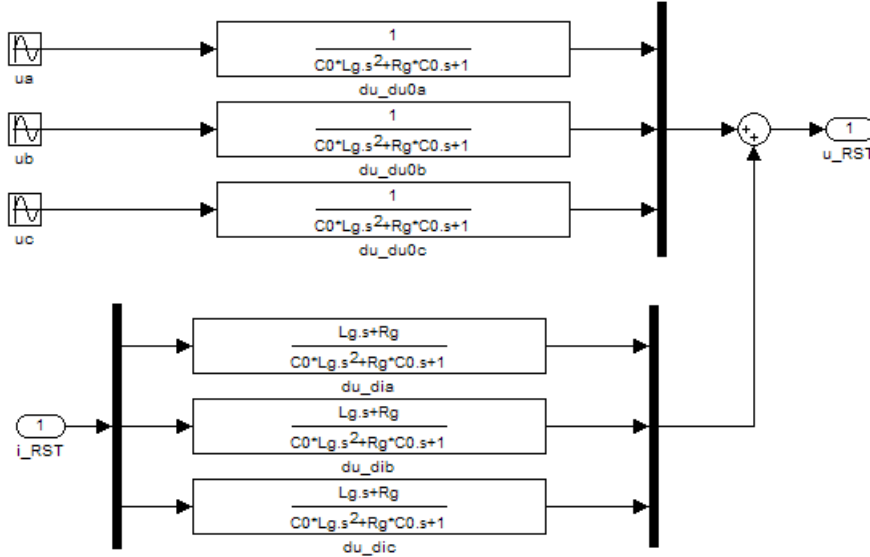 1
C0*Lg.s²+Rg*C0.s+1
ua
du_du0a
1
C0*Lg.s²+Rg*C0.s+1
ub
du_du0b
1
u_RST
1
C0*Lg.s²+Rg*C0.s+1
uc
du_du0c
Lg.s+Rg
C0*Lg.s²+Rg*C0.s+1
du_dia
1
i_RST
Lg.s+Rg
C0*Lg.s²+Rg*C0.s+1
du_dib
Lg.s+Rg
C0*Lg.s²+Rg*C0.s+1
du_dic